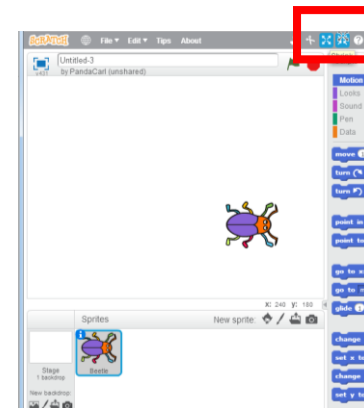 SCRATCH File Edit Tips About
Untitled-3
v431 by PandaCarl (unshared)
Motion
Looks
Sound
Pen
Data
move
turn
turn
point in
point to
go to x:
go to
glide 1
change
set x to
change
set y to
X: 240 y: 180
Sprites New sprite:
Stage
1 backdrop
Beetle
New backdrop: